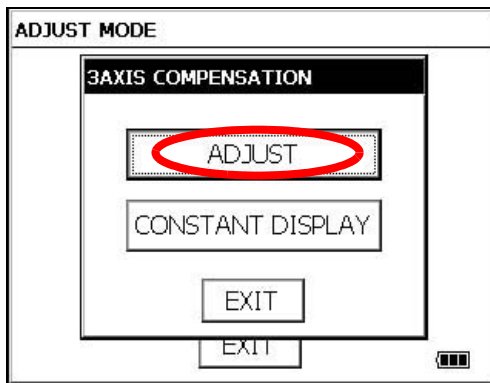 ADJUST MODE
3AXIS COMPENSATION
ADJUST
CONSTANT DISPLAY
EXIT
EXIT